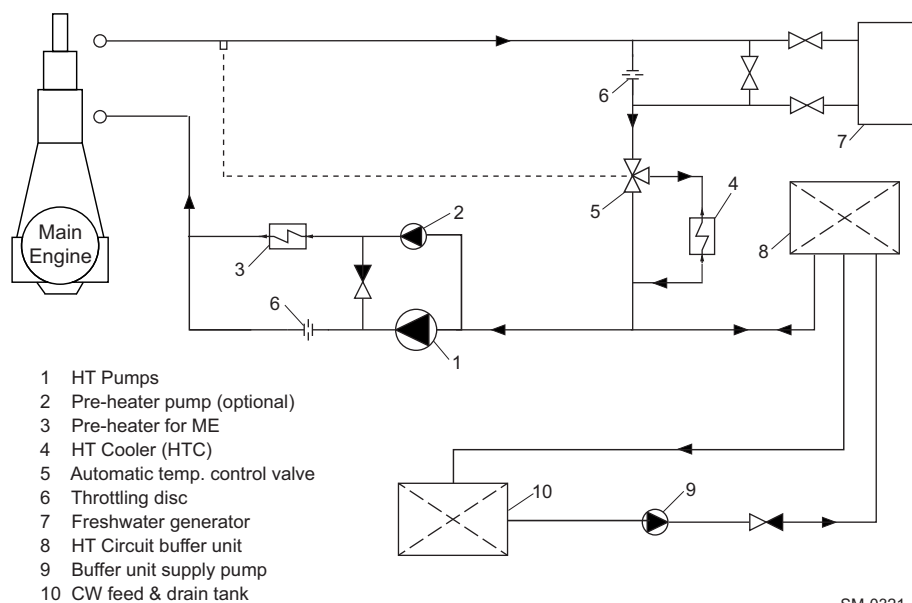 6
7
Main
Engine
2
3
5
4
8
6
1
1 HT Pumps
2 Pre-heater pump (optional)
3 Pre-heater for ME
4 HT Cooler (HTC)
5 Automatic temp. control valve
6 Throttling disc
7 Freshwater generator
8 HT Circuit buffer unit
9 Buffer unit supply pump
10 CW feed & drain tank
10
9